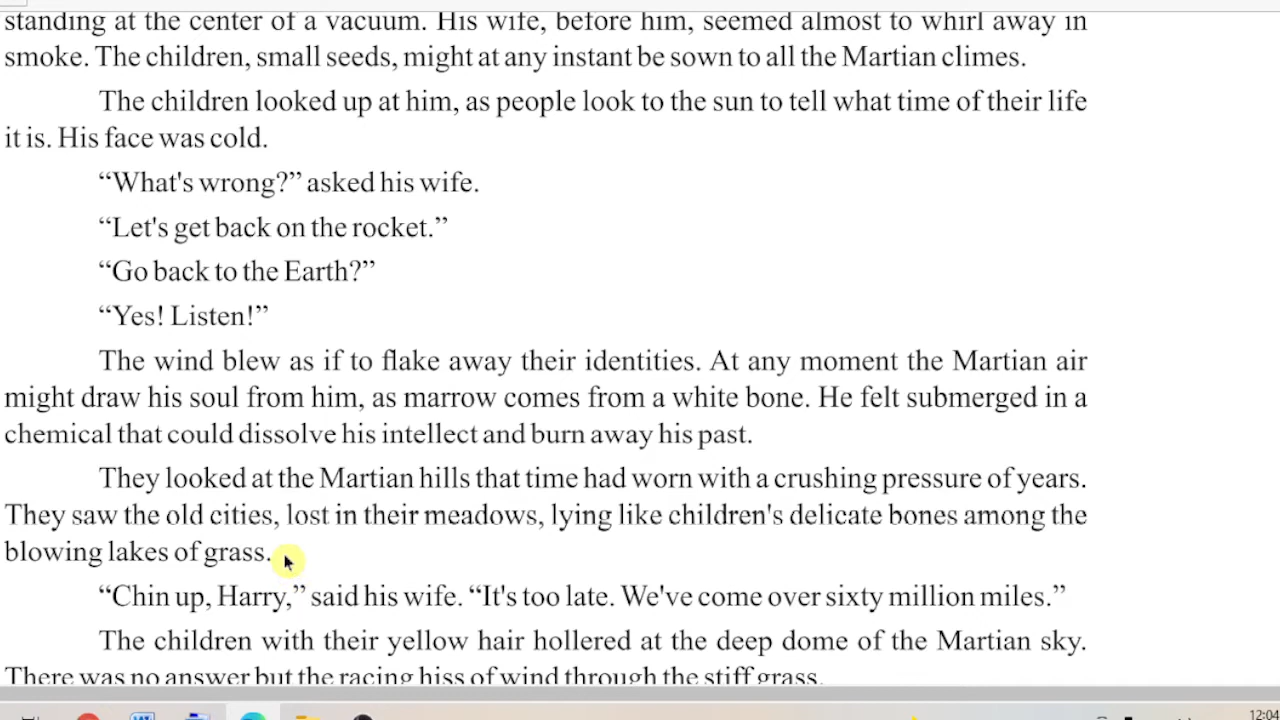 standing at the center of a vacuum. His wife, before him, seemed almost to whirl away in
smoke. The children, small seeds, might at any instant be sown to all the Martian climes.
The children looked up at him, as people look to the sun to tell what time of their life
it is. His face was cold.
“What's wrong?” asked his wife.
“Let's get back on the rocket.”
“Go back to the Earth?”
“Yes! Listen!”
The wind blew as if to flake away their identities. At any moment the Martian air
might draw his soul from him, as marrow comes from a white bone. He felt submerged in a
chemical that could dissolve his intellect and burn away his past.
They looked at the Martian hills that time had worn with a crushing pressure of years.
They saw the old cities, lost in their meadows, lying like children's delicate bones among the
blowing lakes of grass.
“Chin up, Harry,” said his wife. “It's too late. We've come over sixty million miles.”
The children with their yellow hair hollered at the deep dome of the Martian sky.
There was no answer but the racing hiss of wind through the stiff grass.
12:04